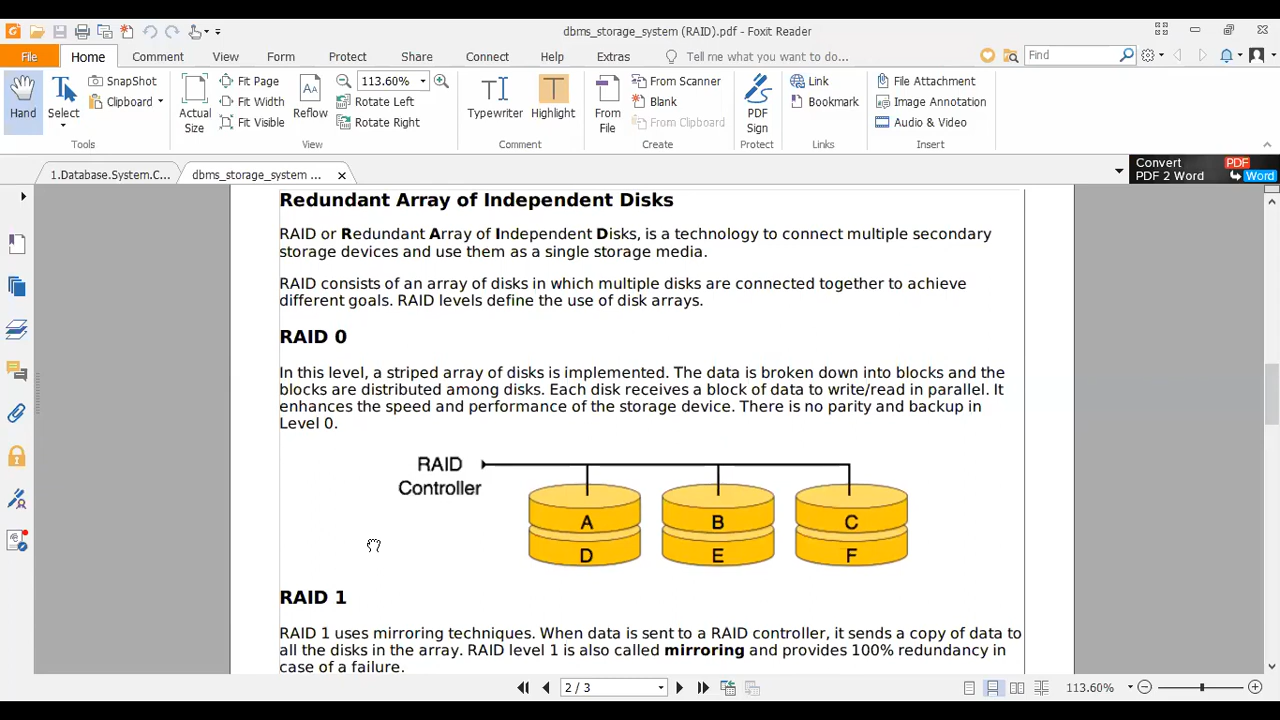 dbms_storage_system (RAID).pdf - Foxit Reader
File Home Comment View Form Protect Share Connect Extras Tell me what you want to do... Find
Hand
Select
SnapShot
Clipboard
Actual Size
Fit Page
Fit Width
Fit Visible
Reflow
113.60%
Rotate Left
Rotate Right
Typewriter
Highlight
From File
From Scanner
Blank
From Clipboard
PDF Sign
Link
Bookmark
File Attachment
Image Annotation
Audio & Video
Tools View Comment Create Protect Links Insert
1.Database.System.C... dbms_storage_system ...
Convert PDF
PDF 2 Word Word
Redundant Array of Independent Disks
RAID or Redundant Array of Independent Disks, is a technology to connect multiple secondary
storage devices and use them as a single storage media.
RAID consists of an array of disks in which multiple disks are connected together to achieve
different goals. RAID levels define the use of disk arrays.
RAID 0
In this level, a striped array of disks is implemented. The data is broken down into blocks and the
blocks are distributed among disks. Each disk receives a block of data to write/read in parallel. It
enhances the speed and performance of the storage device. There is no parity and backup in
Level 0.
RAID
Controller
A B C
D E F
RAID 1
RAID 1 uses mirroring techniques. When data is sent to a RAID controller, it sends a copy of data to
all the disks in the array. RAID level 1 is also called mirroring and provides 100% redundancy in
case of a failure.
2 / 3 113.60%